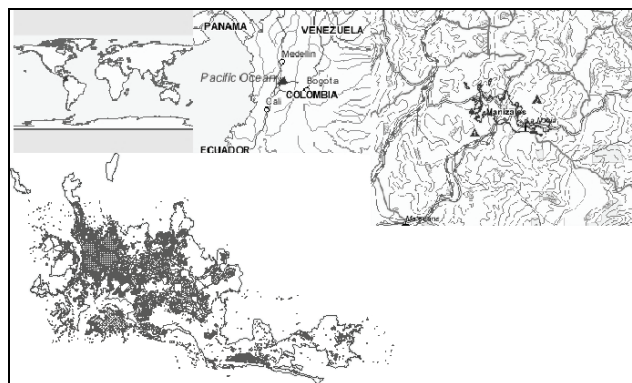 PANAMA
VENEZUELA
Medellin
Pacific Ocean
Bogota
COLOMBIA
Cali
ECUADOR
Manizales